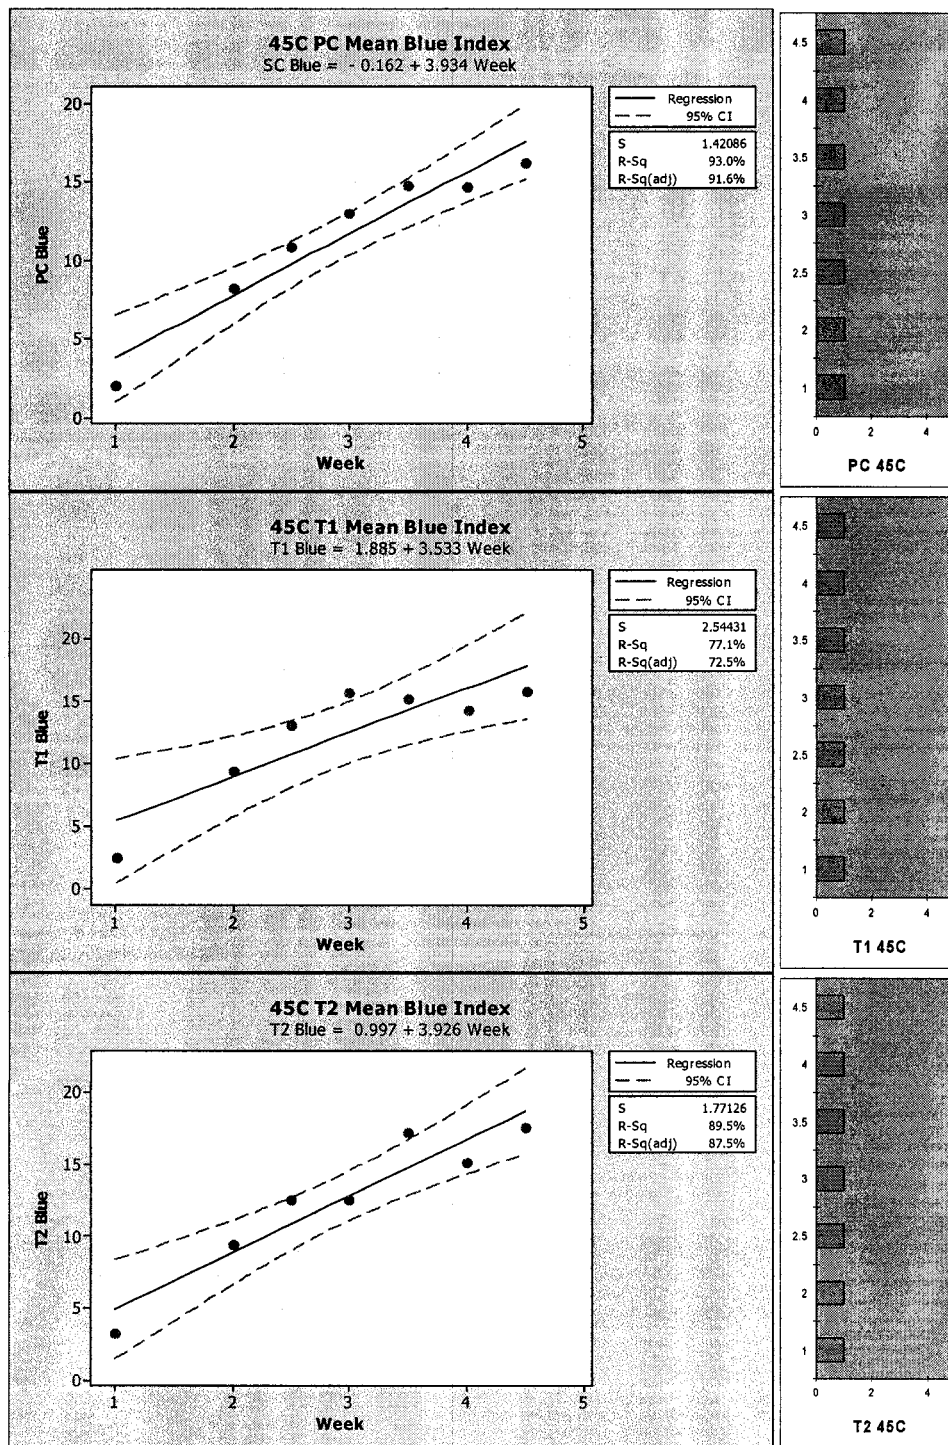 45C PC Mean Blue Index
SC Blue = - 0.162 + 3.934 Week
Regression
95% CI
S 1.42086
R-Sq 93.0%
R-Sq(adj) 91.6%
20
15
10
5
0
PC Blue
1 2 3 4 5
Week
4.5
4
3.5
3
2.5
2
1
0 2 4
PC 45C
45C T1 Mean Blue Index
T1 Blue = 1.885 + 3.533 Week
Regression
95% CI
S 2.54431
R-Sq 77.1%
R-Sq(adj) 72.5%
20
15
10
5
0
T1 Blue
1 2 3 4 5
Week
4.5
4
3.5
3
2.5
2
1
0 2 4
T1 45C
45C T2 Mean Blue Index
T2 Blue = 0.997 + 3.926 Week
Regression
95% CI
S 1.77126
R-Sq 89.5%
R-Sq(adj) 87.5%
20
15
10
5
0
T2 Blue
1 2 3 4 5
Week
4.5
4
3.5
3
2.5
2
1
0 2 4
T2 45C